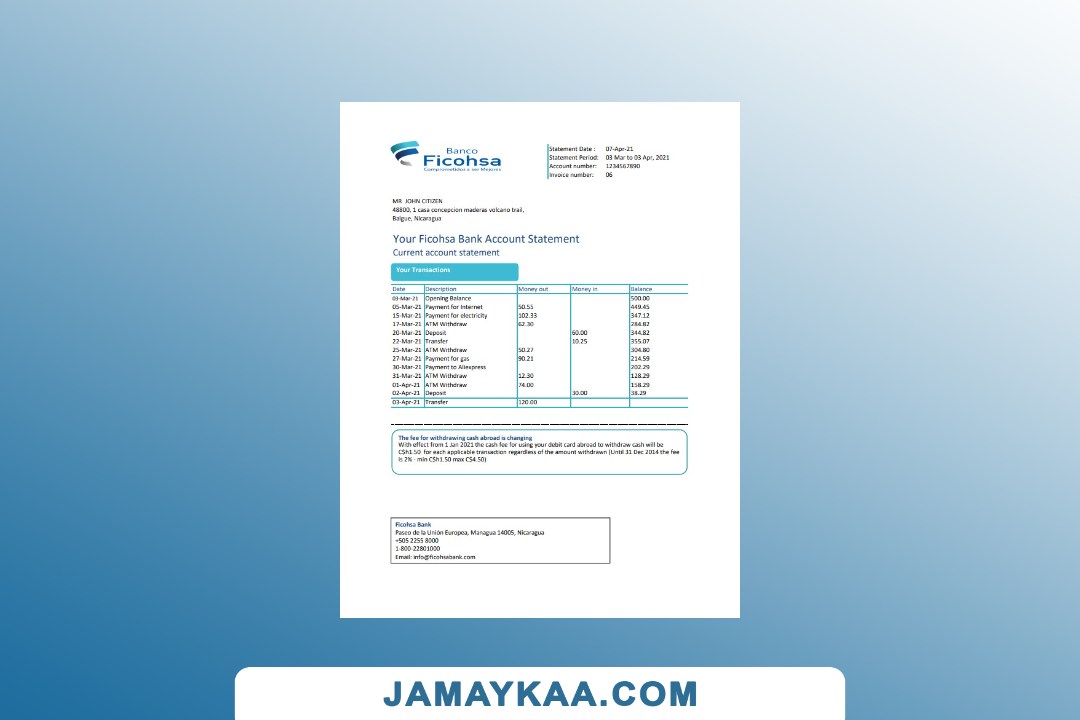 Banco
Ficohsa
Comprometidos a ser Mejores
Statement Date : 07-Apr-21
Statement Period: 03 Mar to 03 Apr, 2021
Account number: 1234567890
Invoice number: 06
MR JOHN CITIZEN
48800, 1 casa concepcion maderas volcano trail,
Balgue, Nicaragua
Your Ficohsa Bank Account Statement
Current account statement
Your Transactions
Date Description Money out Money in Balance
03-Mar-21 Opening Balance 500.00
05-Mar-21 Payment for Internet 50.55 449.45
15-Mar-21 Payment for electricity 102.33 347.12
17-Mar-21 ATM Withdraw 62.30 284.82
20-Mar-21 Deposit 60.00 344.82
22-Mar-21 Transfer 10.25 355.07
25-Mar-21 ATM Withdraw 50.27 304.80
27-Mar-21 Payment for gas 90.21 214.59
30-Mar-21 Payment to Aliexpress 202.29
31-Mar-21 ATM Withdraw 12.30 128.29
01-Apr-21 ATM Withdraw 74.00 158.29
02-Apr-21 Deposit 30.00 38.29
03-Apr-21 Transfer 120.00
The fee for withdrawing cash abroad is changing
With effect from 1 Jan 2021 the cash fee for using your debit card abroad to withdraw cash will be
C$h1.50 for each applicable transaction regardless of the amount withdrawn (Until 31 Dec 2014 the fee
is 2% - min C$h1.50 max C$4.50)
Ficohsa Bank
Paseo de la Unión Europea, Managua 14005, Nicaragua
+505 2255 8000
1-800-22801000
Email: info@ficohsabank.com
JAMAYKAA.COM